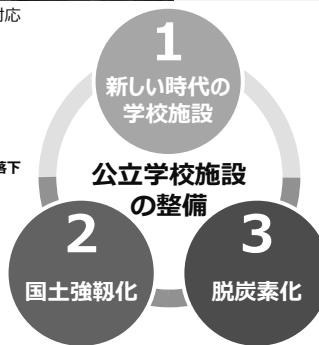 対応
1
新しい時代の
学校施設
落下
公立学校施設
の整備
2
国土強靱化
3
脱炭素化